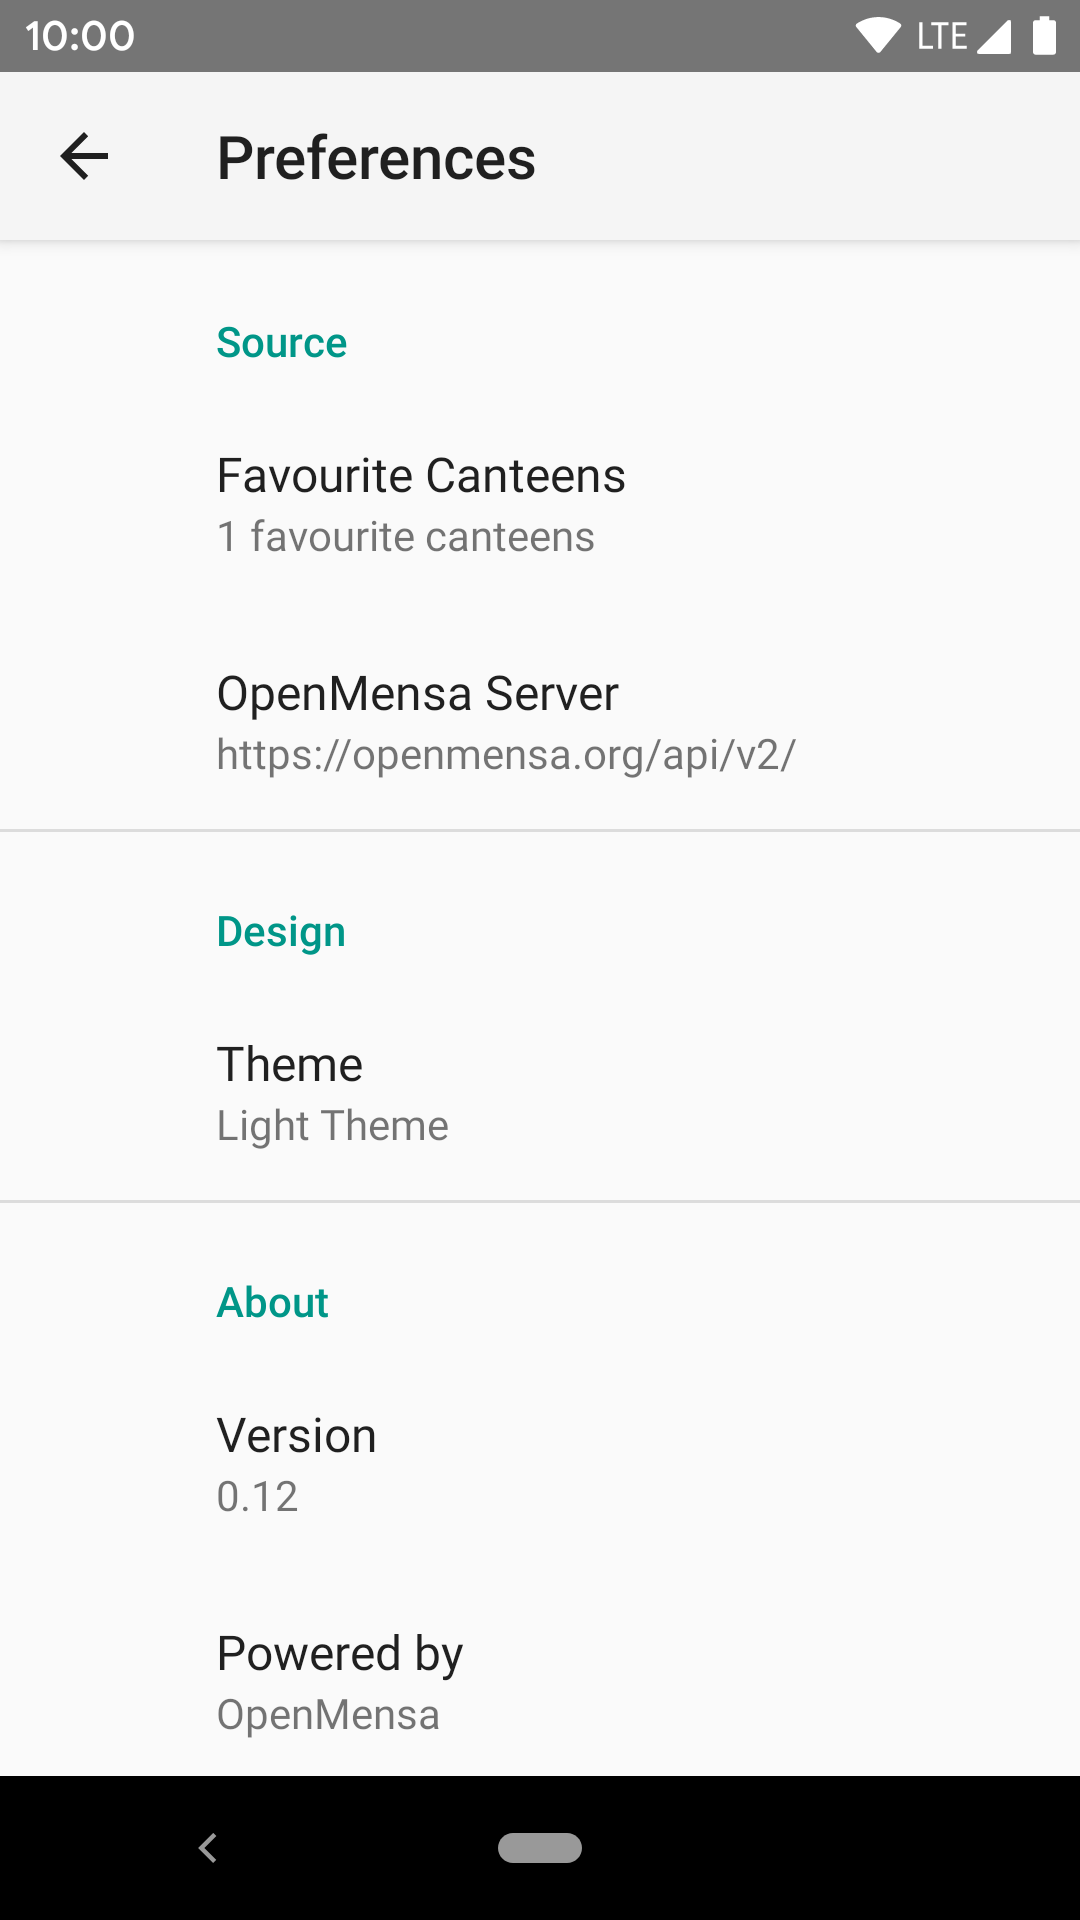 10:00 LTE
Preferences
Source
Favourite Canteens
1 favourite canteens
OpenMensa Server
https://openmensa.org/api/v2/
Design
Theme
Light Theme
About
Version
0.12
Powered by
OpenMensa